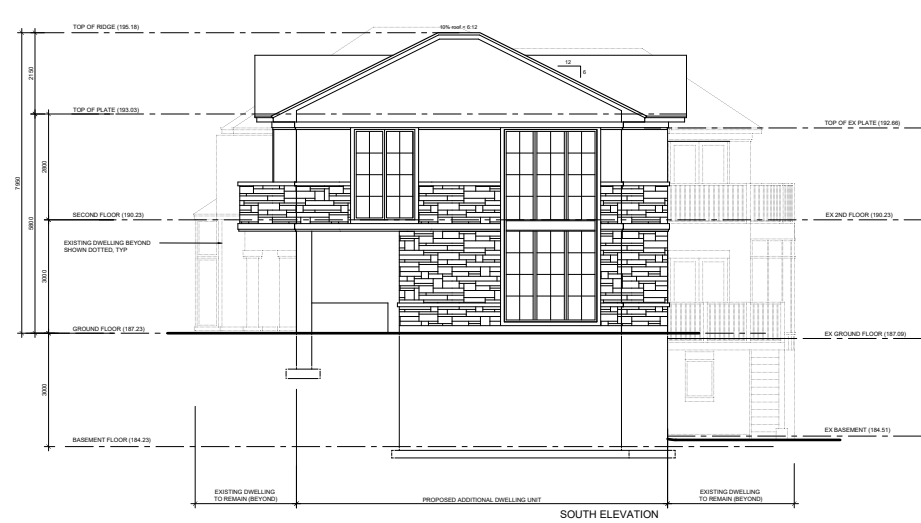 TOP OF RIDGE (195.18)
10% roof < 6:12
12
6
2150
TOP OF PLATE (193.03)
TOP OF EX PLATE (192.66)
7950
2800
5800
SECOND FLOOR (190.23)
EX 2ND FLOOR (190.23)
EXISTING DWELLING BEYOND
SHOWN DOTTED, TYP
3000
GROUND FLOOR (187.23)
EX GROUND FLOOR (187.09)
3000
BASEMENT FLOOR (184.23)
EX BASEMENT (184.51)
EXISTING DWELLING
TO REMAIN (BEYOND)
PROPOSED ADDITIONAL DWELLING UNIT
EXISTING DWELLING
TO REMAIN (BEYOND)
SOUTH ELEVATION